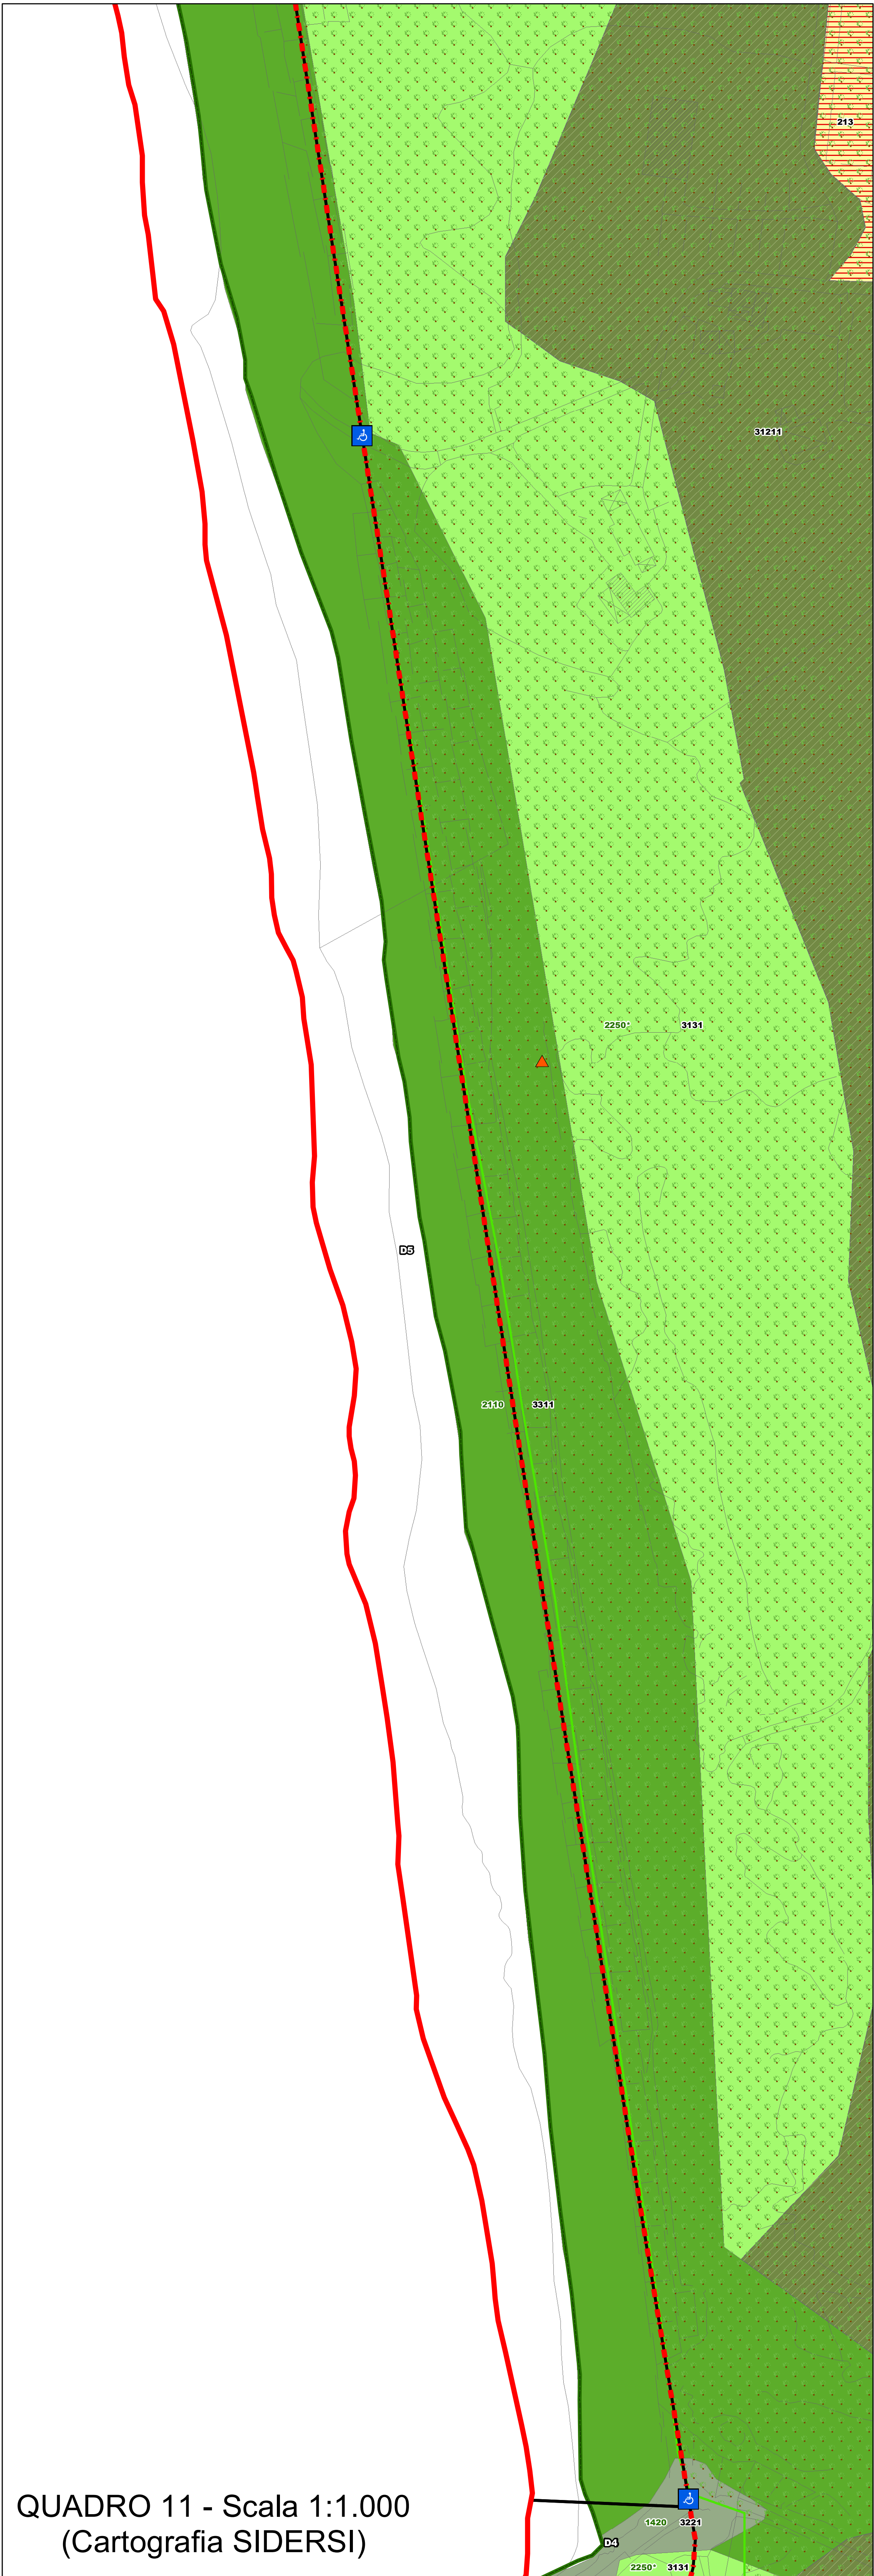 213
31211
2250* 3131
D5
2110 3311
1420 3221
D4
2250* 3131
QUADRO 11 - Scala 1:1.000
(Cartografia SIDERSI)